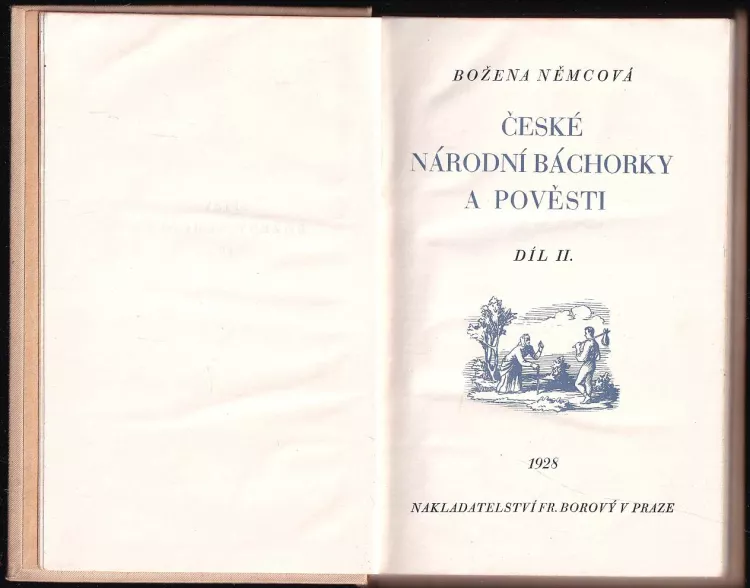 BOŽENA NĚMCOVÁ
ČESKÉ
NÁRODNÍ BÁCHORKY
A POVĚSTI
DÍL II.
1928
NAKLADATELSTVÍ FR. BOROVÝ V PRAZE